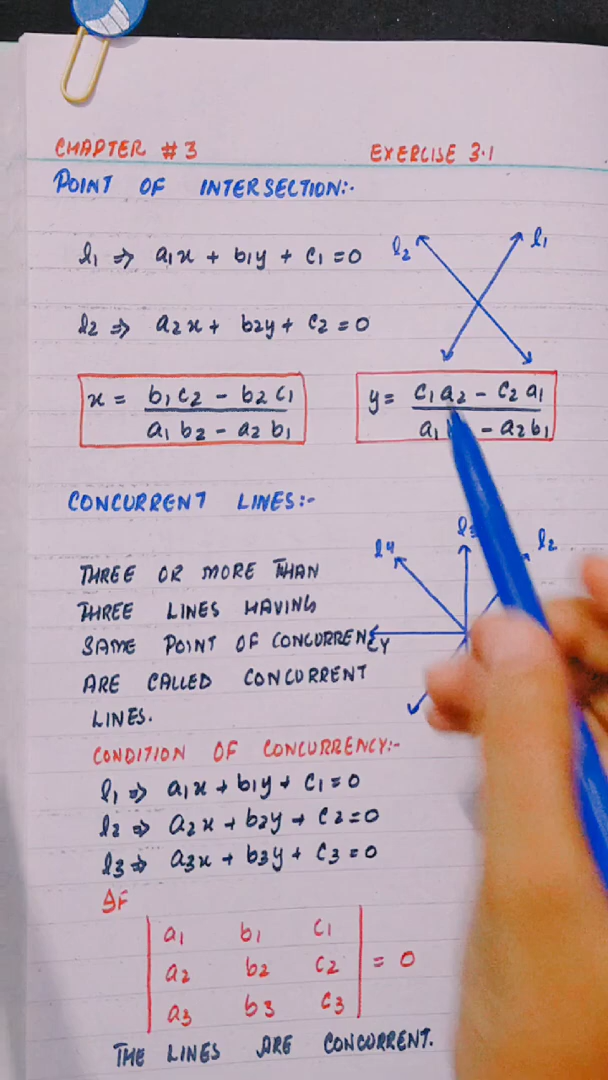 CHAPTER # 3 EXERCISE 3.1
POINT OF INTERSECTION:-
l1 ⇒ a1x + b1y + c1 = 0
l2 l1
l2 ⇒ a2x + b2y + c2 = 0
x = b1c2 - b2c1 / a1b2 - a2b1
y = c1a2 - c2a1 / a1b - a2b1
CONCURRENT LINES:-
l4 l3 l2
THREE OR MORE THAN
THREE LINES HAVING
SAME POINT OF CONCURRENCY
ARE CALLED CONCURRENT
LINES.
CONDITION OF CONCURRENCY:-
l1 ⇒ a1x + b1y + c1 = 0
l2 ⇒ a2x + b2y + c2 = 0
l3 ⇒ a3x + b3y + c3 = 0
IF
a1 b1 c1
a2 b2 c2 = 0
a3 b3 c3
THE LINES ARE CONCURRENT.